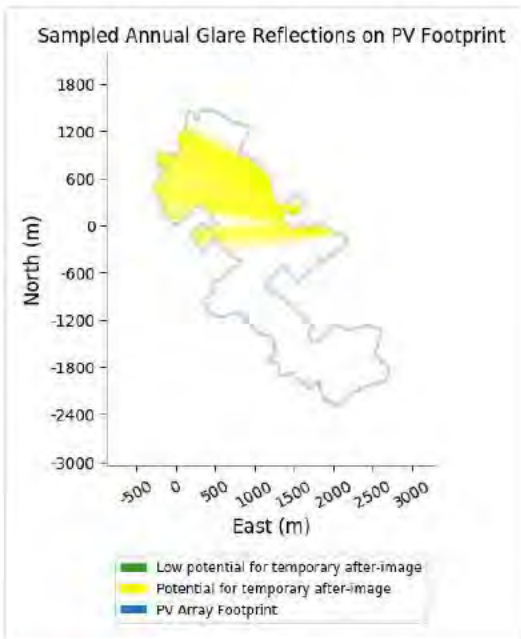 Sampled Annual Glare Reflections on PV Footprint
1800
1200
600
0
-600
-1200
-1800
-2400
-3000
North (m)
-500
0
500
1000
1500
2000
2500
3000
East (m)
Low potential for temporary after-image
Potential for temporary after-image
PV Array Footprint